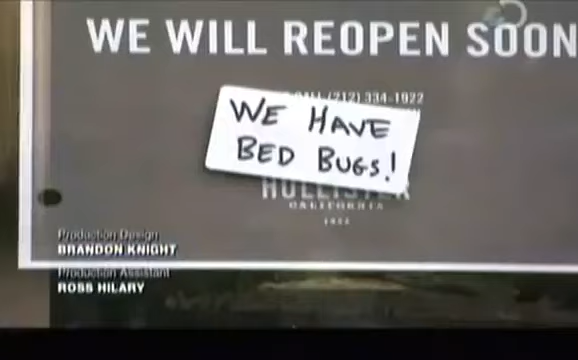 WE WILL REOPEN SOON
CALL (212) 334-1922
WE HAVE
BED BUGS!
HOLLISTER
CALIFORNIA
Production Design
BRANDON KNIGHT
Production Assistant
ROSS HILARY